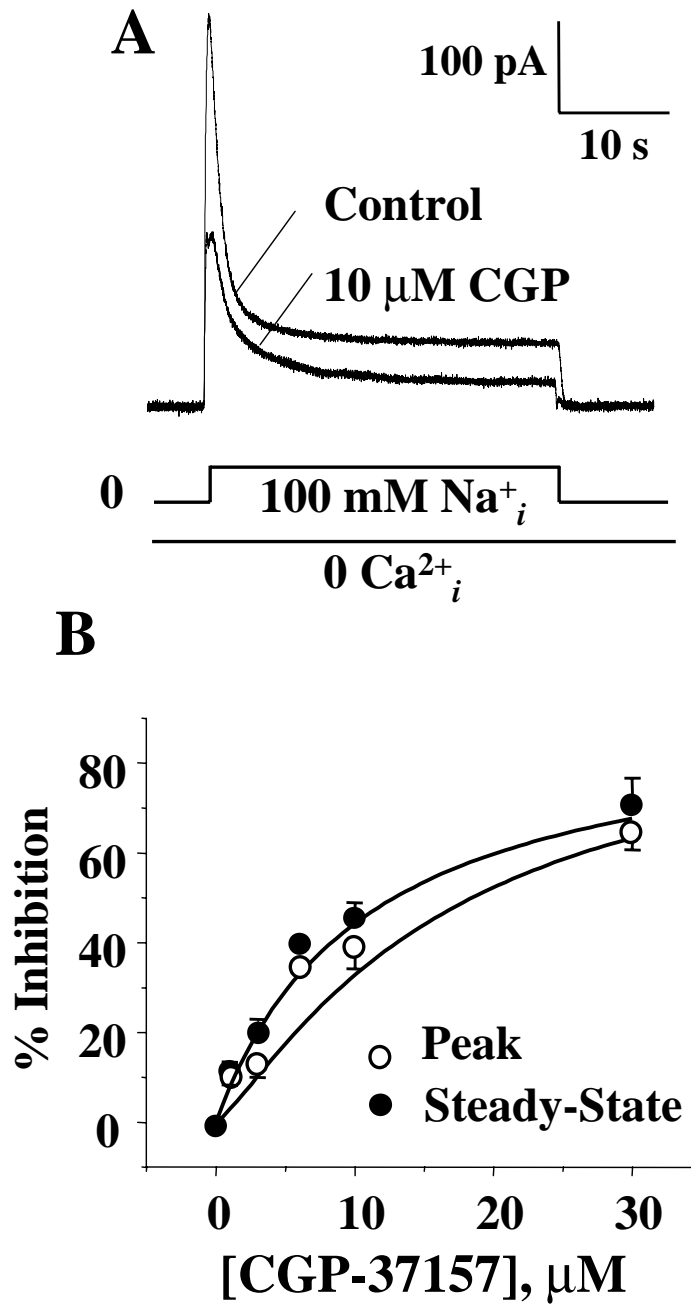 A
100 pA
10 s
Control
10 μM CGP
0
100 mM Na⁺ᵢ
0 Ca²⁺ᵢ
B
80
60
40
20
0
% Inhibition
Peak
Steady-State
0 10 20 30
[CGP-37157], μM